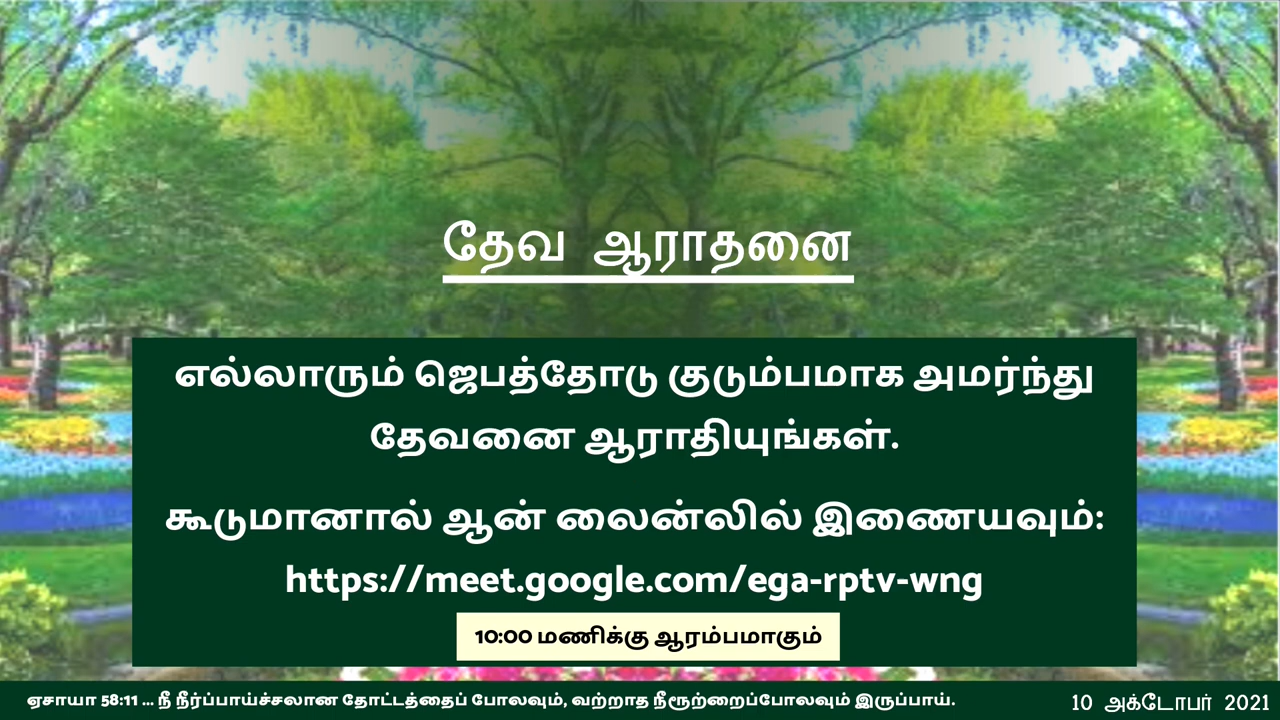 தேவ ஆராதனை
எல்லாரும் ஜெபத்தோடு குடும்பமாக அமர்ந்து
தேவனை ஆராதியுங்கள்.
கூடுமானால் ஆன் லைன்லில் இணையவும்:
https://meet.google.com/ega-rptv-wng
10:00 மணிக்கு ஆரம்பமாகும்
ஏசாயா 58:11 ... நீ நீர்ப்பாய்ச்சலான தோட்டத்தைப் போலவும், வற்றாத நீரூற்றைப்போலவும் இருப்பாய்.
10 அக்டோபர் 2021